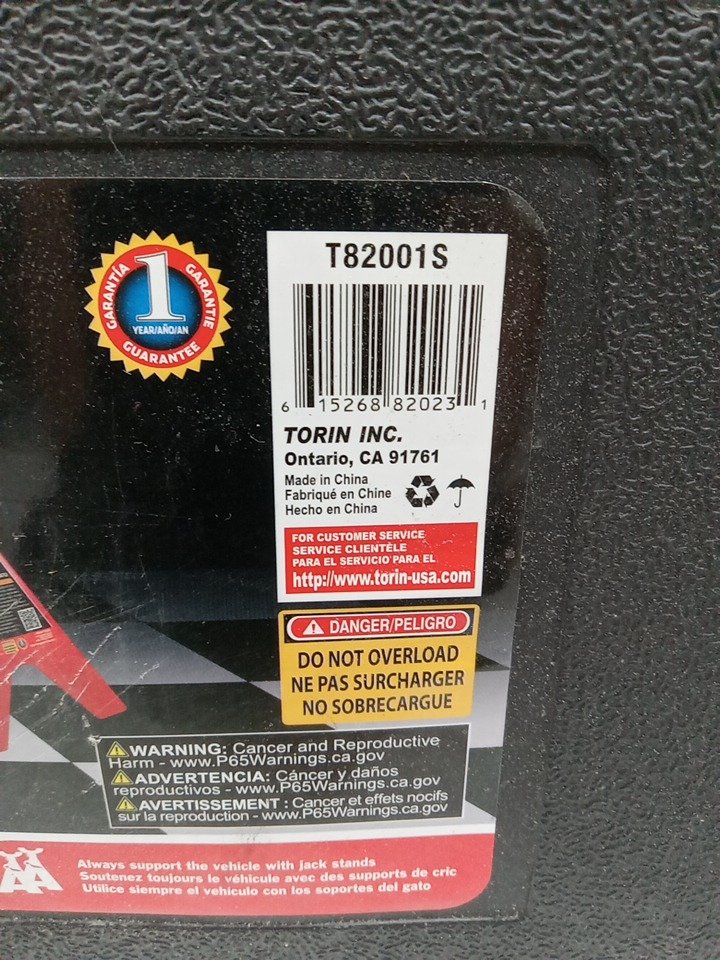 GARANTÍA
GARANTIE
1
YEAR/AÑO/AN
GUARANTEE
T82001S
6 15268 82023 1
TORIN INC.
Ontario, CA 91761
Made in China
Fabriqué en Chine
Hecho en China
FOR CUSTOMER SERVICE
SERVICE CLIENTÈLE
PARA EL SERVICIO PARA EL
http://www.torin-usa.com
DANGER/PELIGRO
DO NOT OVERLOAD
NE PAS SURCHARGER
NO SOBRECARGUE
WARNING: Cancer and Reproductive
Harm - www.P65Warnings.ca.gov
ADVERTENCIA: Cáncer y daños
reproductivos - www.P65Warnings.ca.gov
AVERTISSEMENT : Cancer et effets nocifs
sur la reproduction - www.P65Warnings.ca.gov
Always support the vehicle with jack stands
Soutenez toujours le véhicule avec des supports de cric
Utilice siempre el vehículo con los soportes del gato